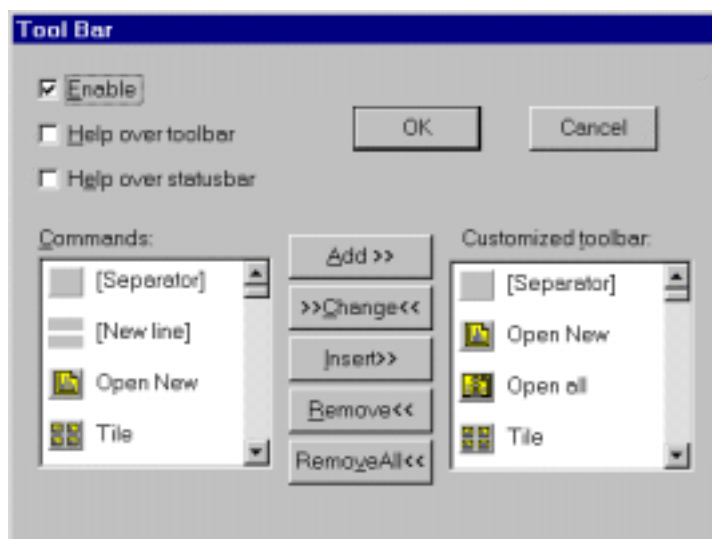 Tool Bar
Enable
Help over toolbar
Help over statusbar
OK
Cancel
Commands:
[Separator]
[New line]
Open New
Tile
Add >>
>>Change<<
Insert>>
Remove<<
RemoveAll<<
Customized toolbar:
[Separator]
Open New
Open all
Tile